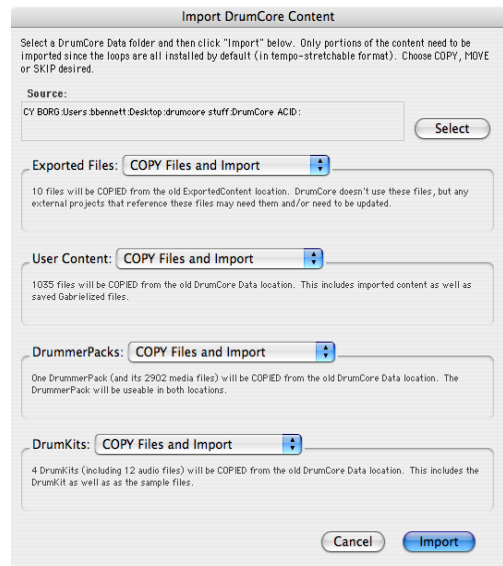 Import DrumCore Content
Select a DrumCore Data folder and then click "Import" below. Only portions of the content need to be
imported since the loops are all installed by default (in tempo-stretchable format). Choose COPY, MOVE
or SKIP desired.
Source:
CY BORG:Users:bbennett:Desktop:drumcore stuff:DrumCore ACID:
Select
Exported Files: COPY Files and Import
10 files will be COPIED from the old ExportedContent location. DrumCore doesn't use these files, but any
external projects that reference these files may need them and/or need to be updated.
User Content: COPY Files and Import
1035 files will be COPIED from the old DrumCore Data location. This includes imported content as well as
saved Gabrielized files.
DrummerPacks: COPY Files and Import
One DrummerPack (and its 2902 media files) will be COPIED from the old DrumCore Data location. The
DrummerPack will be useable in both locations.
DrumKits: COPY Files and Import
4 DrumKits (including 12 audio files) will be COPIED from the old DrumCore Data location. This includes the
DrumKit as well as as the sample files.
Cancel
Import